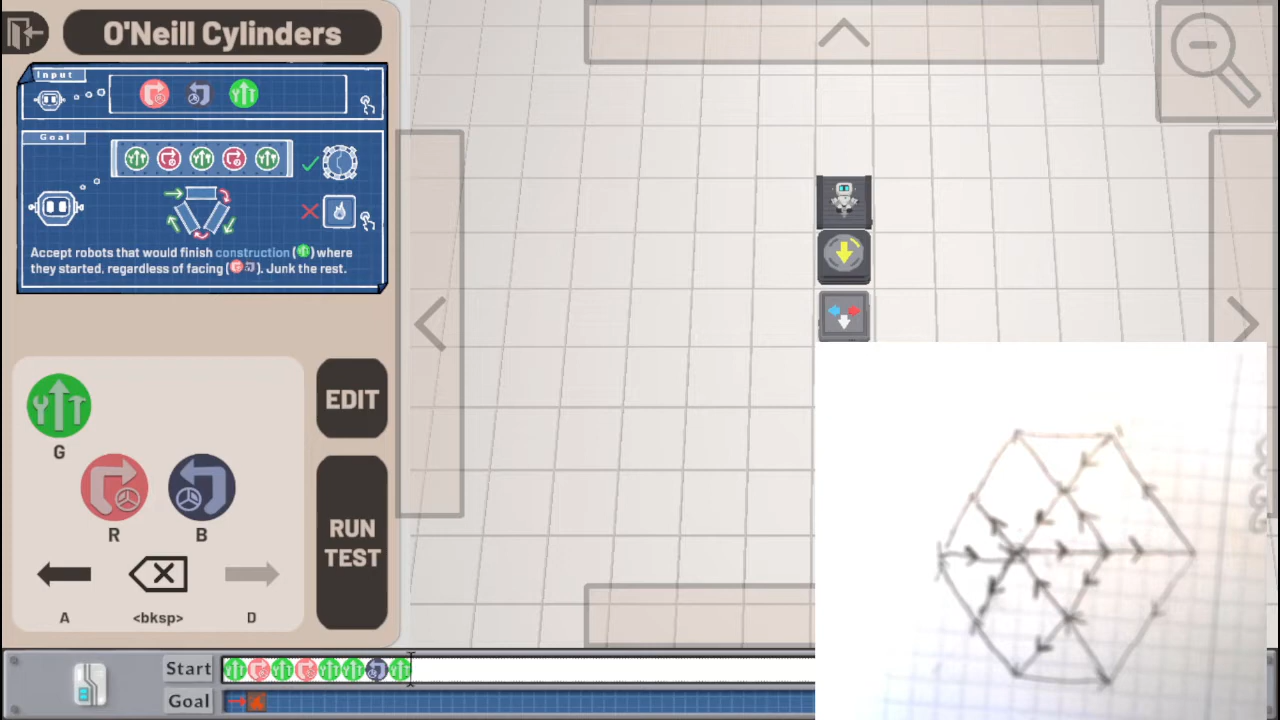 O'Neill Cylinders
Input
Goal
Accept robots that would finish construction ( ) where
they started, regardless of facing ( ). Junk the rest.
G
R B
EDIT
RUN
TEST
A <bksp> D
Start
Goal